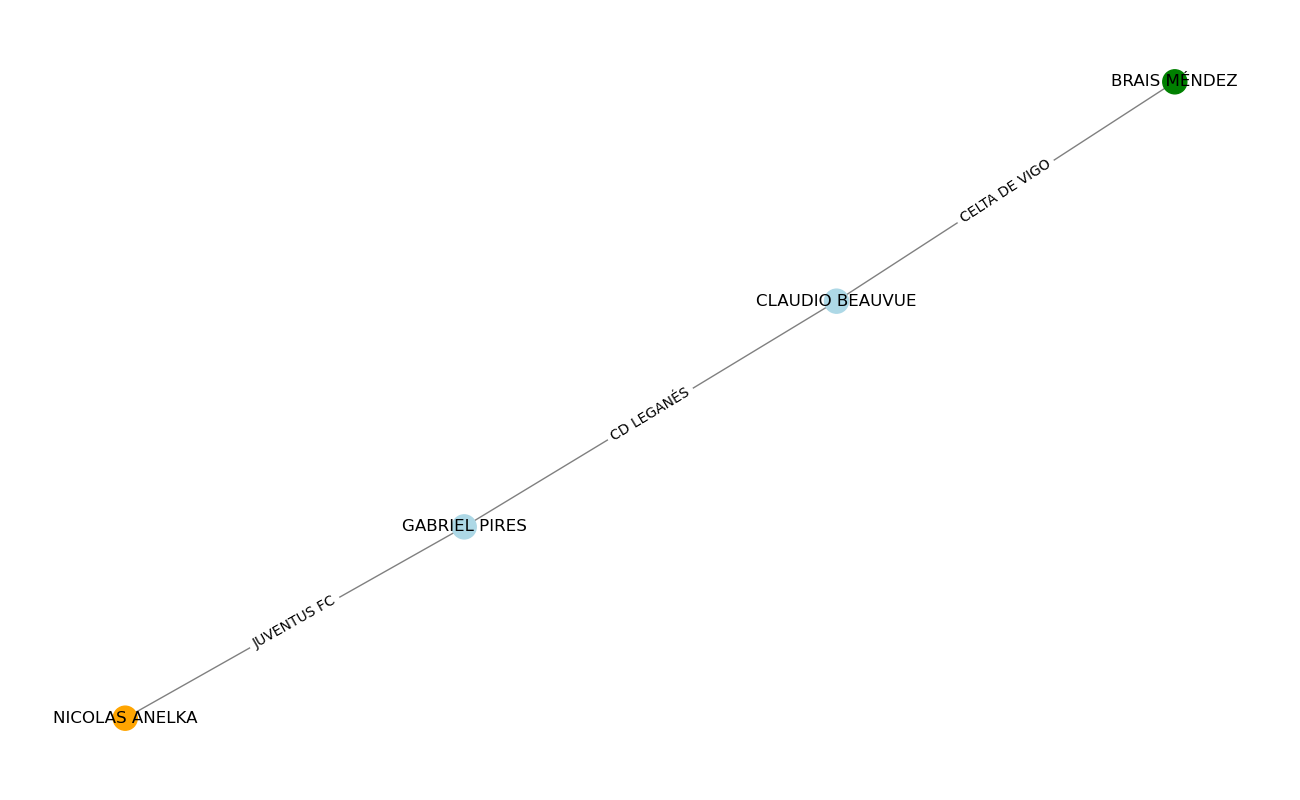 BRAIS MÉNDEZ
CELTA DE VIGO
CLAUDIO BEAUVUE
CD LEGANÉS
GABRIEL PIRES
JUVENTUS FC
NICOLAS ANELKA